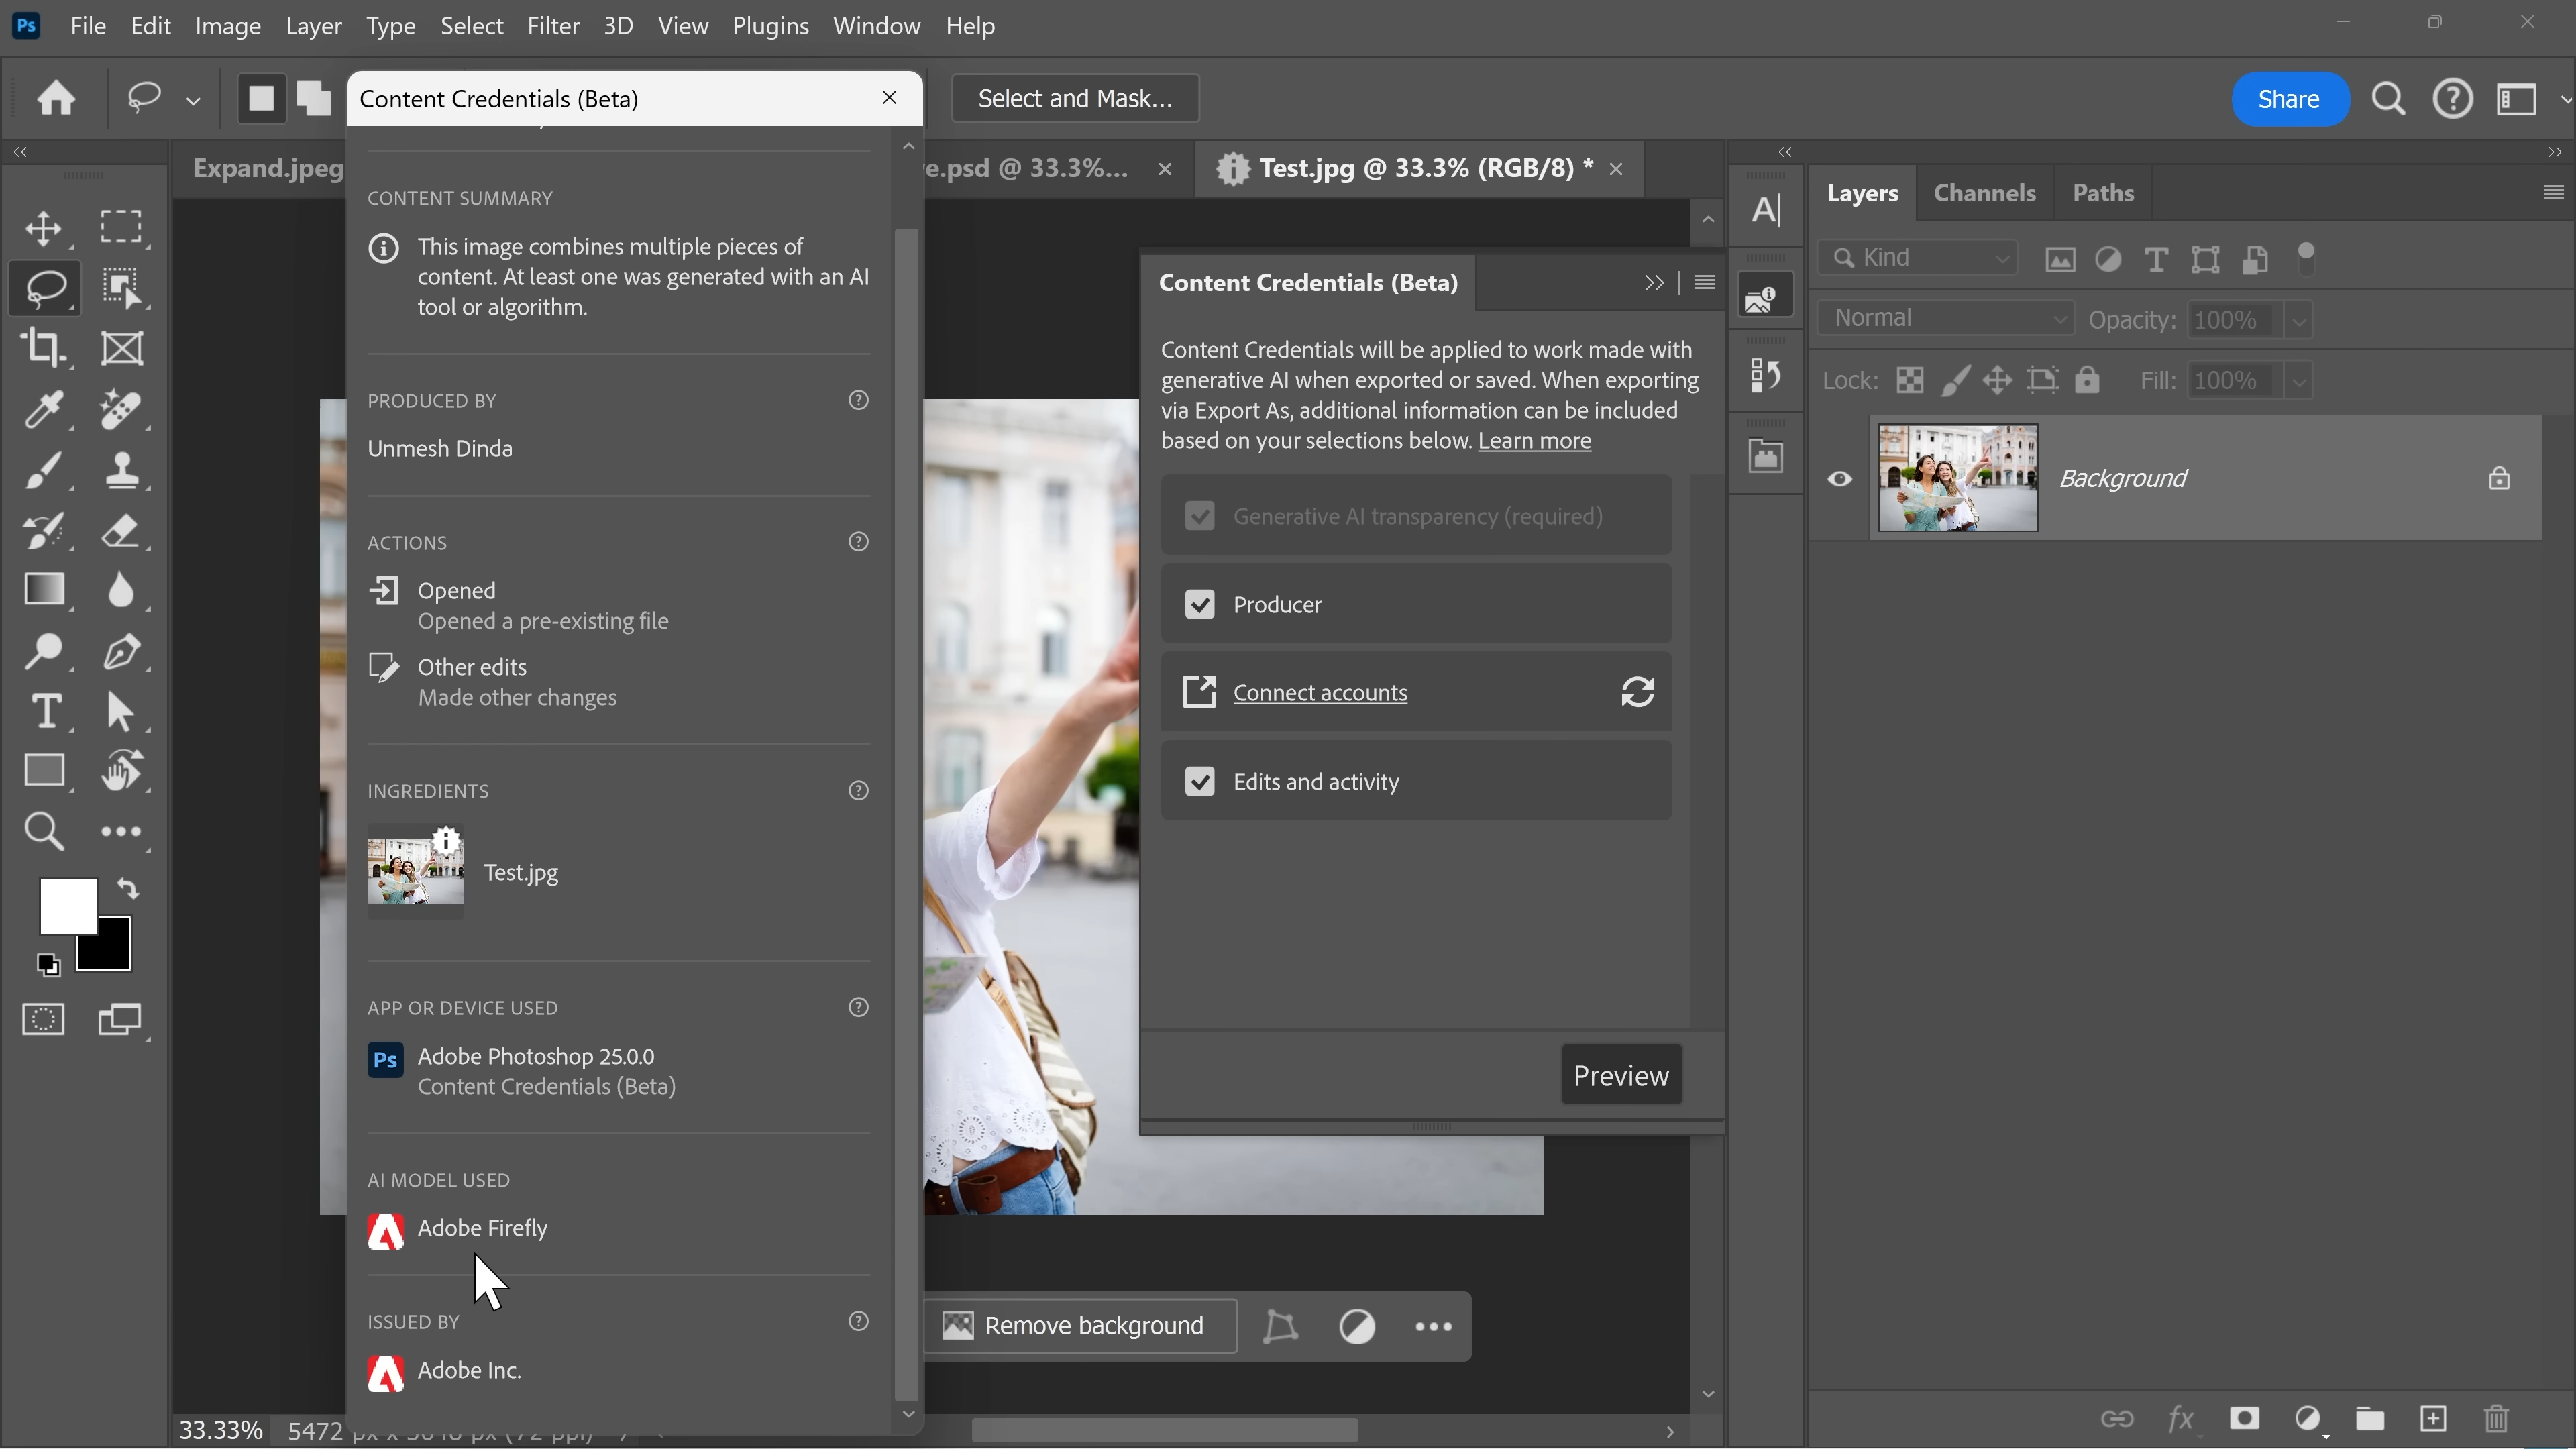 Ps File Edit Image Layer Type Select Filter 3D View Plugins Window Help
Content Credentials (Beta)
Select and Mask...
Share
Expand.jpeg
e.psd @ 33.3%...
Test.jpg @ 33.3% (RGB/8) *
CONTENT SUMMARY
This image combines multiple pieces of
content. At least one was generated with an AI
tool or algorithm.
PRODUCED BY
Unmesh Dinda
ACTIONS
Opened
Opened a pre-existing file
Other edits
Made other changes
INGREDIENTS
Test.jpg
APP OR DEVICE USED
Ps Adobe Photoshop 25.0.0
Content Credentials (Beta)
AI MODEL USED
Adobe Firefly
ISSUED BY
Adobe Inc.
Content Credentials (Beta)
Content Credentials will be applied to work made with
generative AI when exported or saved. When exporting
via Export As, additional information can be included
based on your selections below. Learn more
Generative AI transparency (required)
Producer
Connect accounts
Edits and activity
Preview
Remove background
33.33%
5472
Layers Channels Paths
Kind
Normal Opacity: 100%
Lock: Fill: 100%
Background
fx